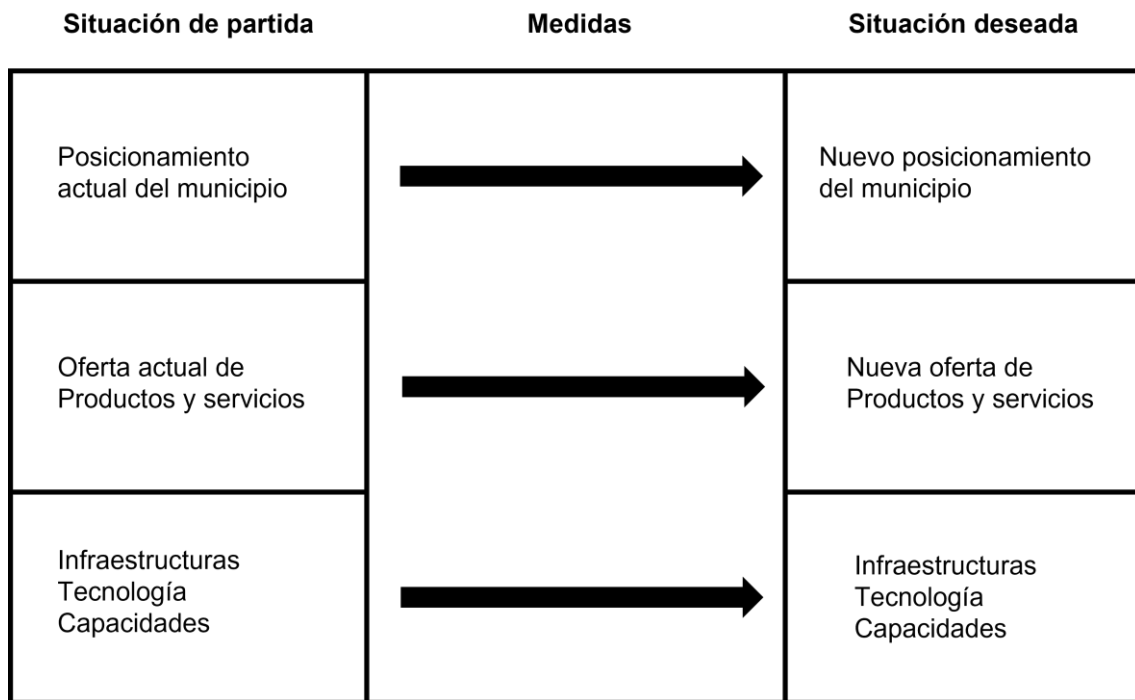 Situación de partida
Medidas
Situación deseada
Posicionamiento
actual del municipio
Nuevo posicionamiento
del municipio
Oferta actual de
Productos y servicios
Nueva oferta de
Productos y servicios
Infraestructuras
Tecnología
Capacidades
Infraestructuras
Tecnología
Capacidades